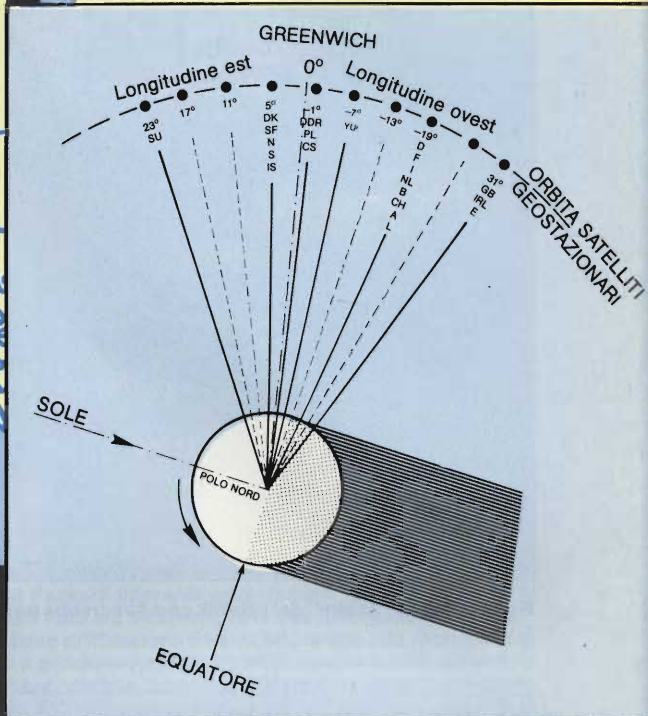 GREENWICH
Longitudine est
0°
Longitudine ovest
23°
SU
17°
11°
5°
DK
SF
N
S
IS
-1°
DDR
PL
CS
-7°
YU
-13°
-19°
D
F
NL
B
CH
A
L
31°
GB
IRL
E
ORBITA SATELLITI
GEOSTAZIONARI
SOLE
POLO NORD
EQUATORE